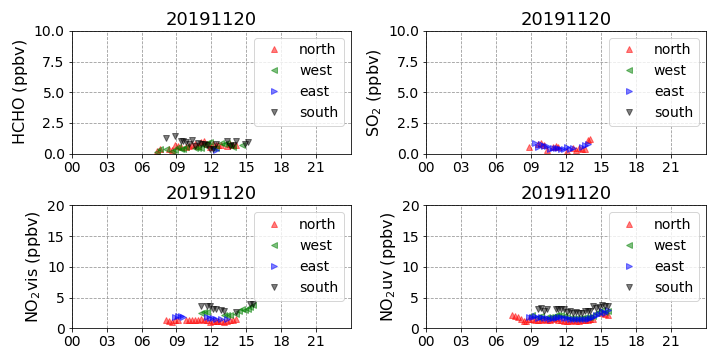 20191120
HCHO (ppbv)
10.0
7.5
5.0
2.5
0.0
north
west
east
south
00 03 06 09 12 15 18 21
20191120
SO₂ (ppbv)
10.0
7.5
5.0
2.5
0.0
north
west
east
south
00 03 06 09 12 15 18 21
20191120
NO₂vis (ppbv)
20
15
10
5
0
north
west
east
south
00 03 06 09 12 15 18 21
20191120
NO₂uv (ppbv)
20
15
10
5
0
north
west
east
south
00 03 06 09 12 15 18 21